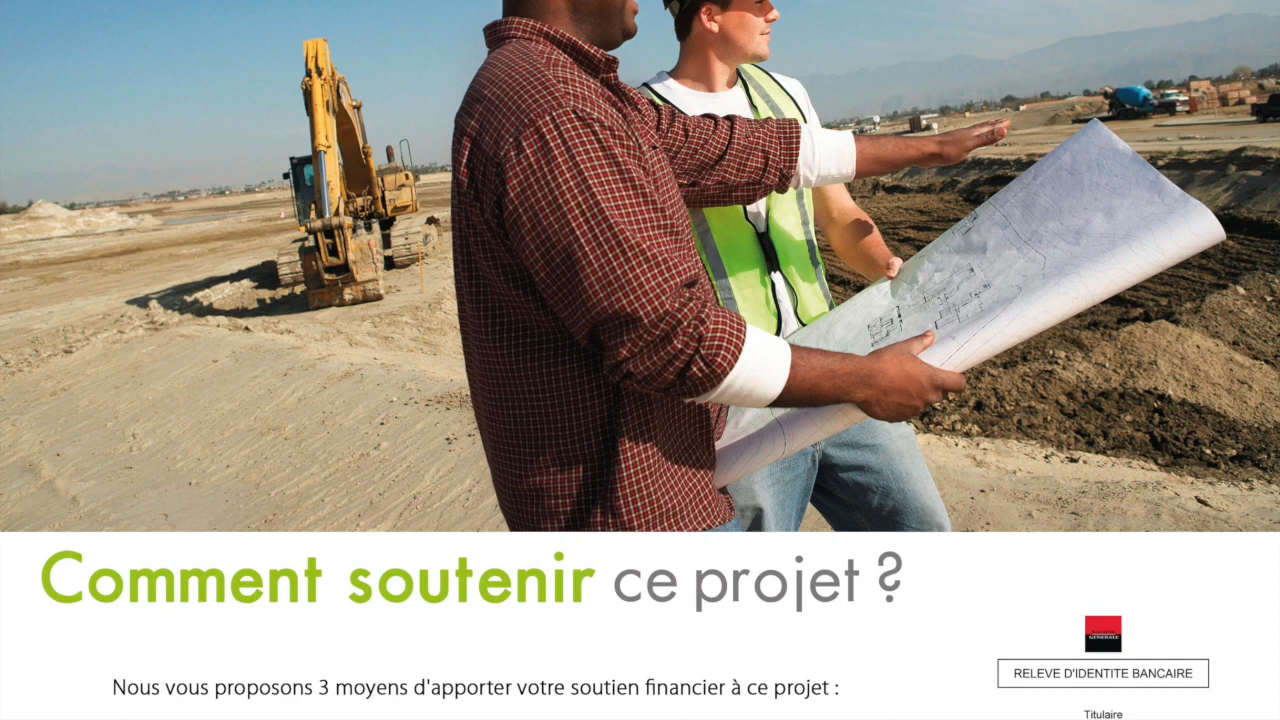 Comment soutenir ce projet ?
Nous vous proposons 3 moyens d'apporter votre soutien financier à ce projet :
GENERALE
RELEVE D'IDENTITE BANCAIRE
Titulaire